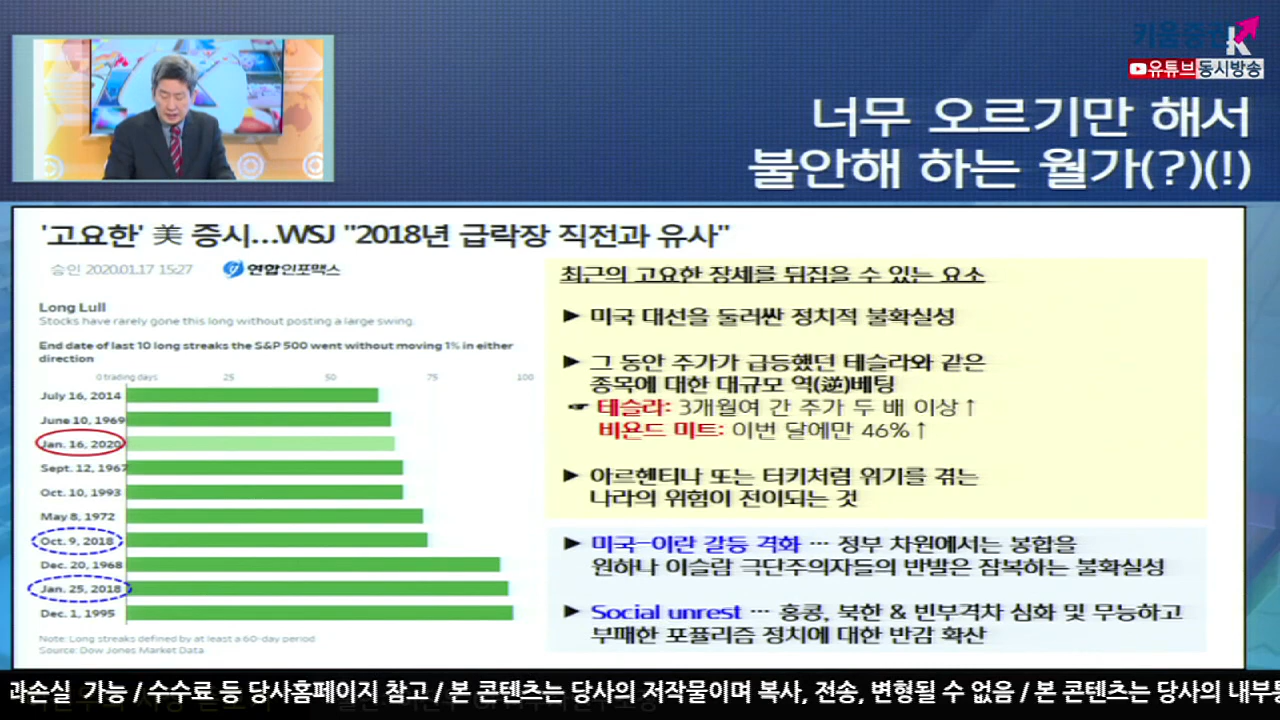 키움증권
유튜브 동시방송
너무 오르기만 해서
불안해 하는 월가(?)(!)
'고요한' 美 증시...WSJ "2018년 급락장 직전과 유사"
승인 2020.01.17 15:27
연합인포맥스
Long Lull
Stocks have rarely gone this long without posting a large swing.
End date of last 10 long streaks the S&P 500 went without moving 1% in either
direction
0 trading days 25 50 75 100
July 16, 2014
June 10, 1969
Jan. 16, 2020
Sept. 12, 1967
Oct. 10, 1993
May 8, 1972
Oct. 9, 2018
Dec. 20, 1968
Jan. 25, 2018
Dec. 1, 1995
Note: Long streaks defined by at least a 60-day period
Source: Dow Jones Market Data
최근의 고요한 장세를 뒤집을 수 있는 요소
► 미국 대선을 둘러싼 정치적 불확실성
► 그 동안 주가가 급등했던 테슬라와 같은
종목에 대한 대규모 역(逆)베팅
☞ 테슬라: 3개월여 간 주가 두 배 이상↑
비욘드 미트: 이번 달에만 46%↑
► 아르헨티나 또는 터키처럼 위기를 겪는
나라의 위험이 전이되는 것
► 미국-이란 갈등 격화 … 정부 차원에서는 봉합을
원하나 이슬람 극단주의자들의 반발은 잠복하는 불확실성
► Social unrest … 홍콩, 북한 & 빈부격차 심화 및 무능하고
부패한 포퓰리즘 정치에 대한 반감 확산
과손실 가능 / 수수료 등 당사홈페이지 참고 / 본 콘텐츠는 당사의 저작물이며 복사, 전송, 변형될 수 없음 / 본 콘텐츠는 당사의 내부통